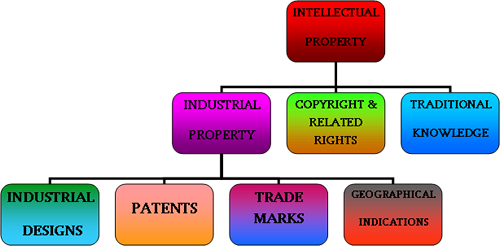 INTELLECTUAL
PROPERTY
INDUSTRIAL
PROPERTY
COPYRIGHT &
RELATED
RIGHTS
TRADITIONAL
KNOWLEDGE
INDUSTRIAL
DESIGNS
PATENTS
TRADE
MARKS
GEOGRAPHICAL
INDICATIONS